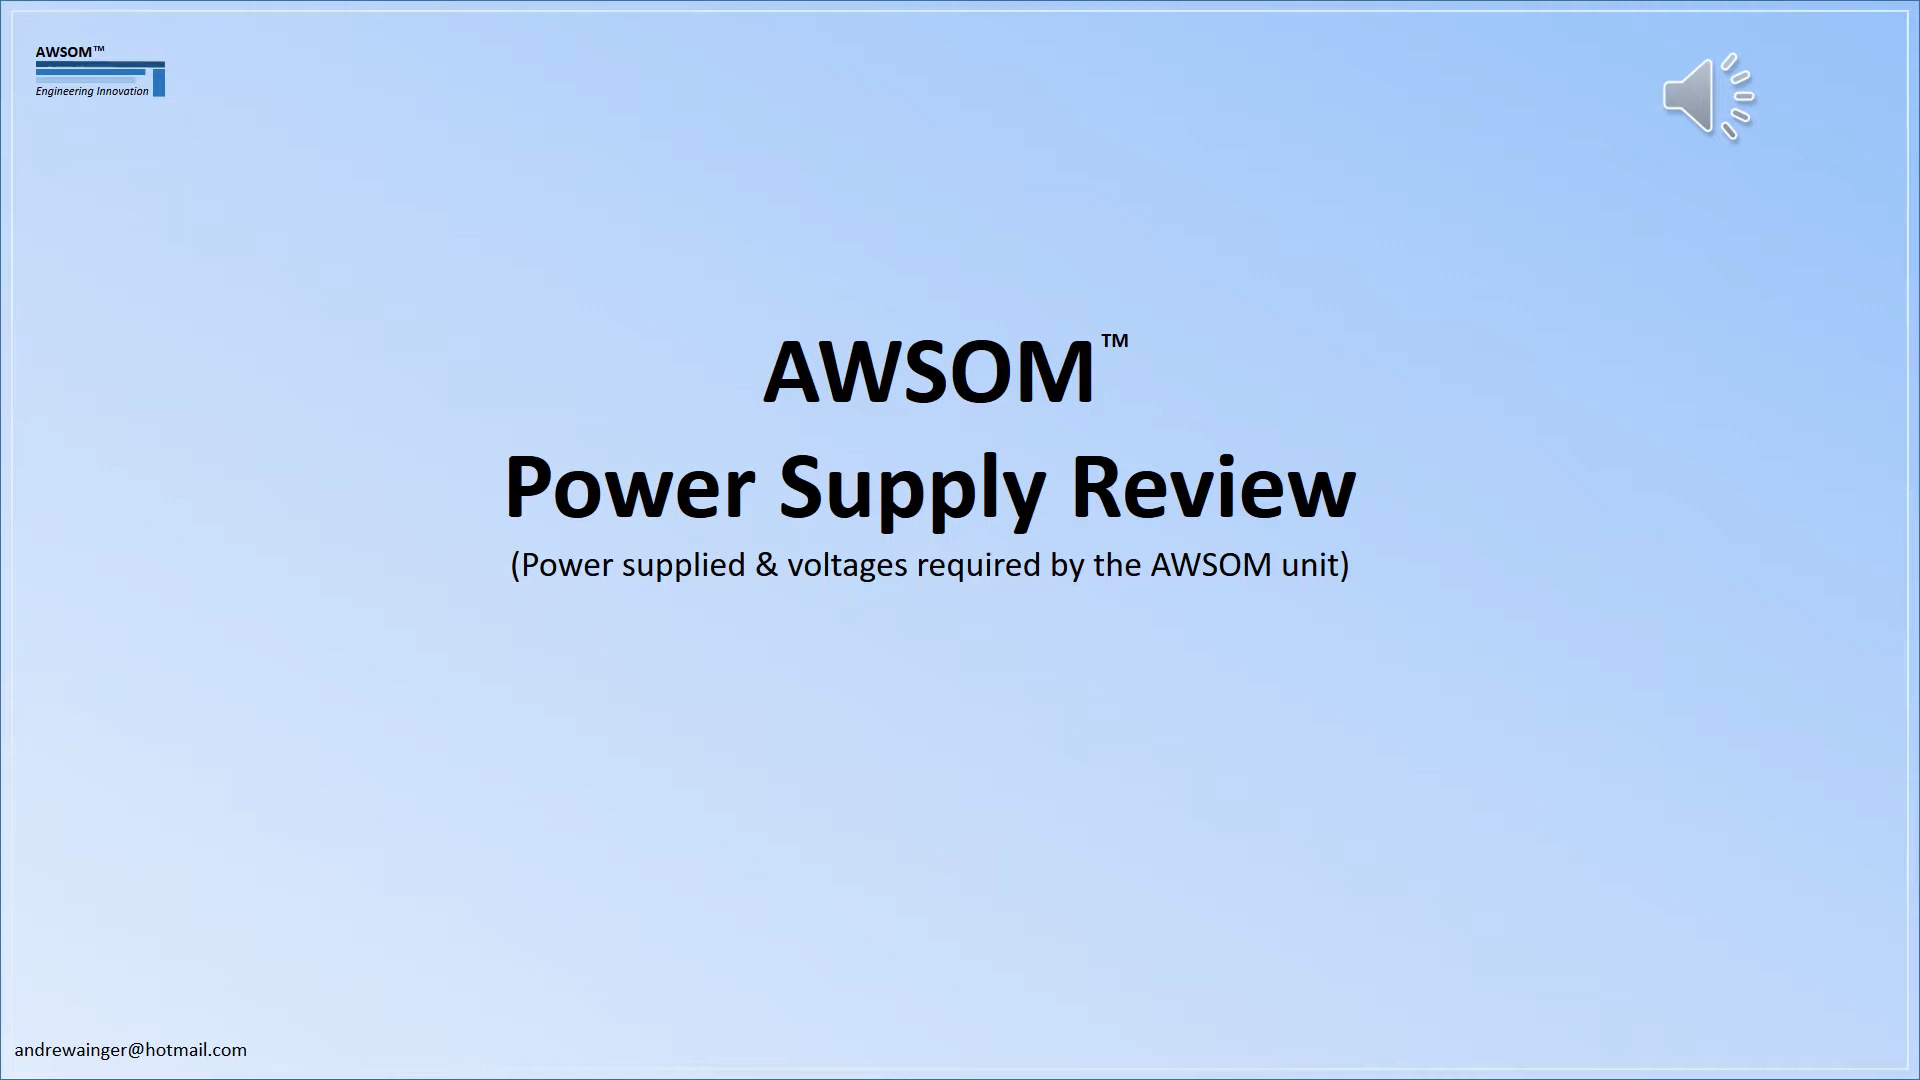 AWSOM™
Engineering Innovation
AWSOM™
Power Supply Review
(Power supplied & voltages required by the AWSOM unit)
andrewainger@hotmail.com